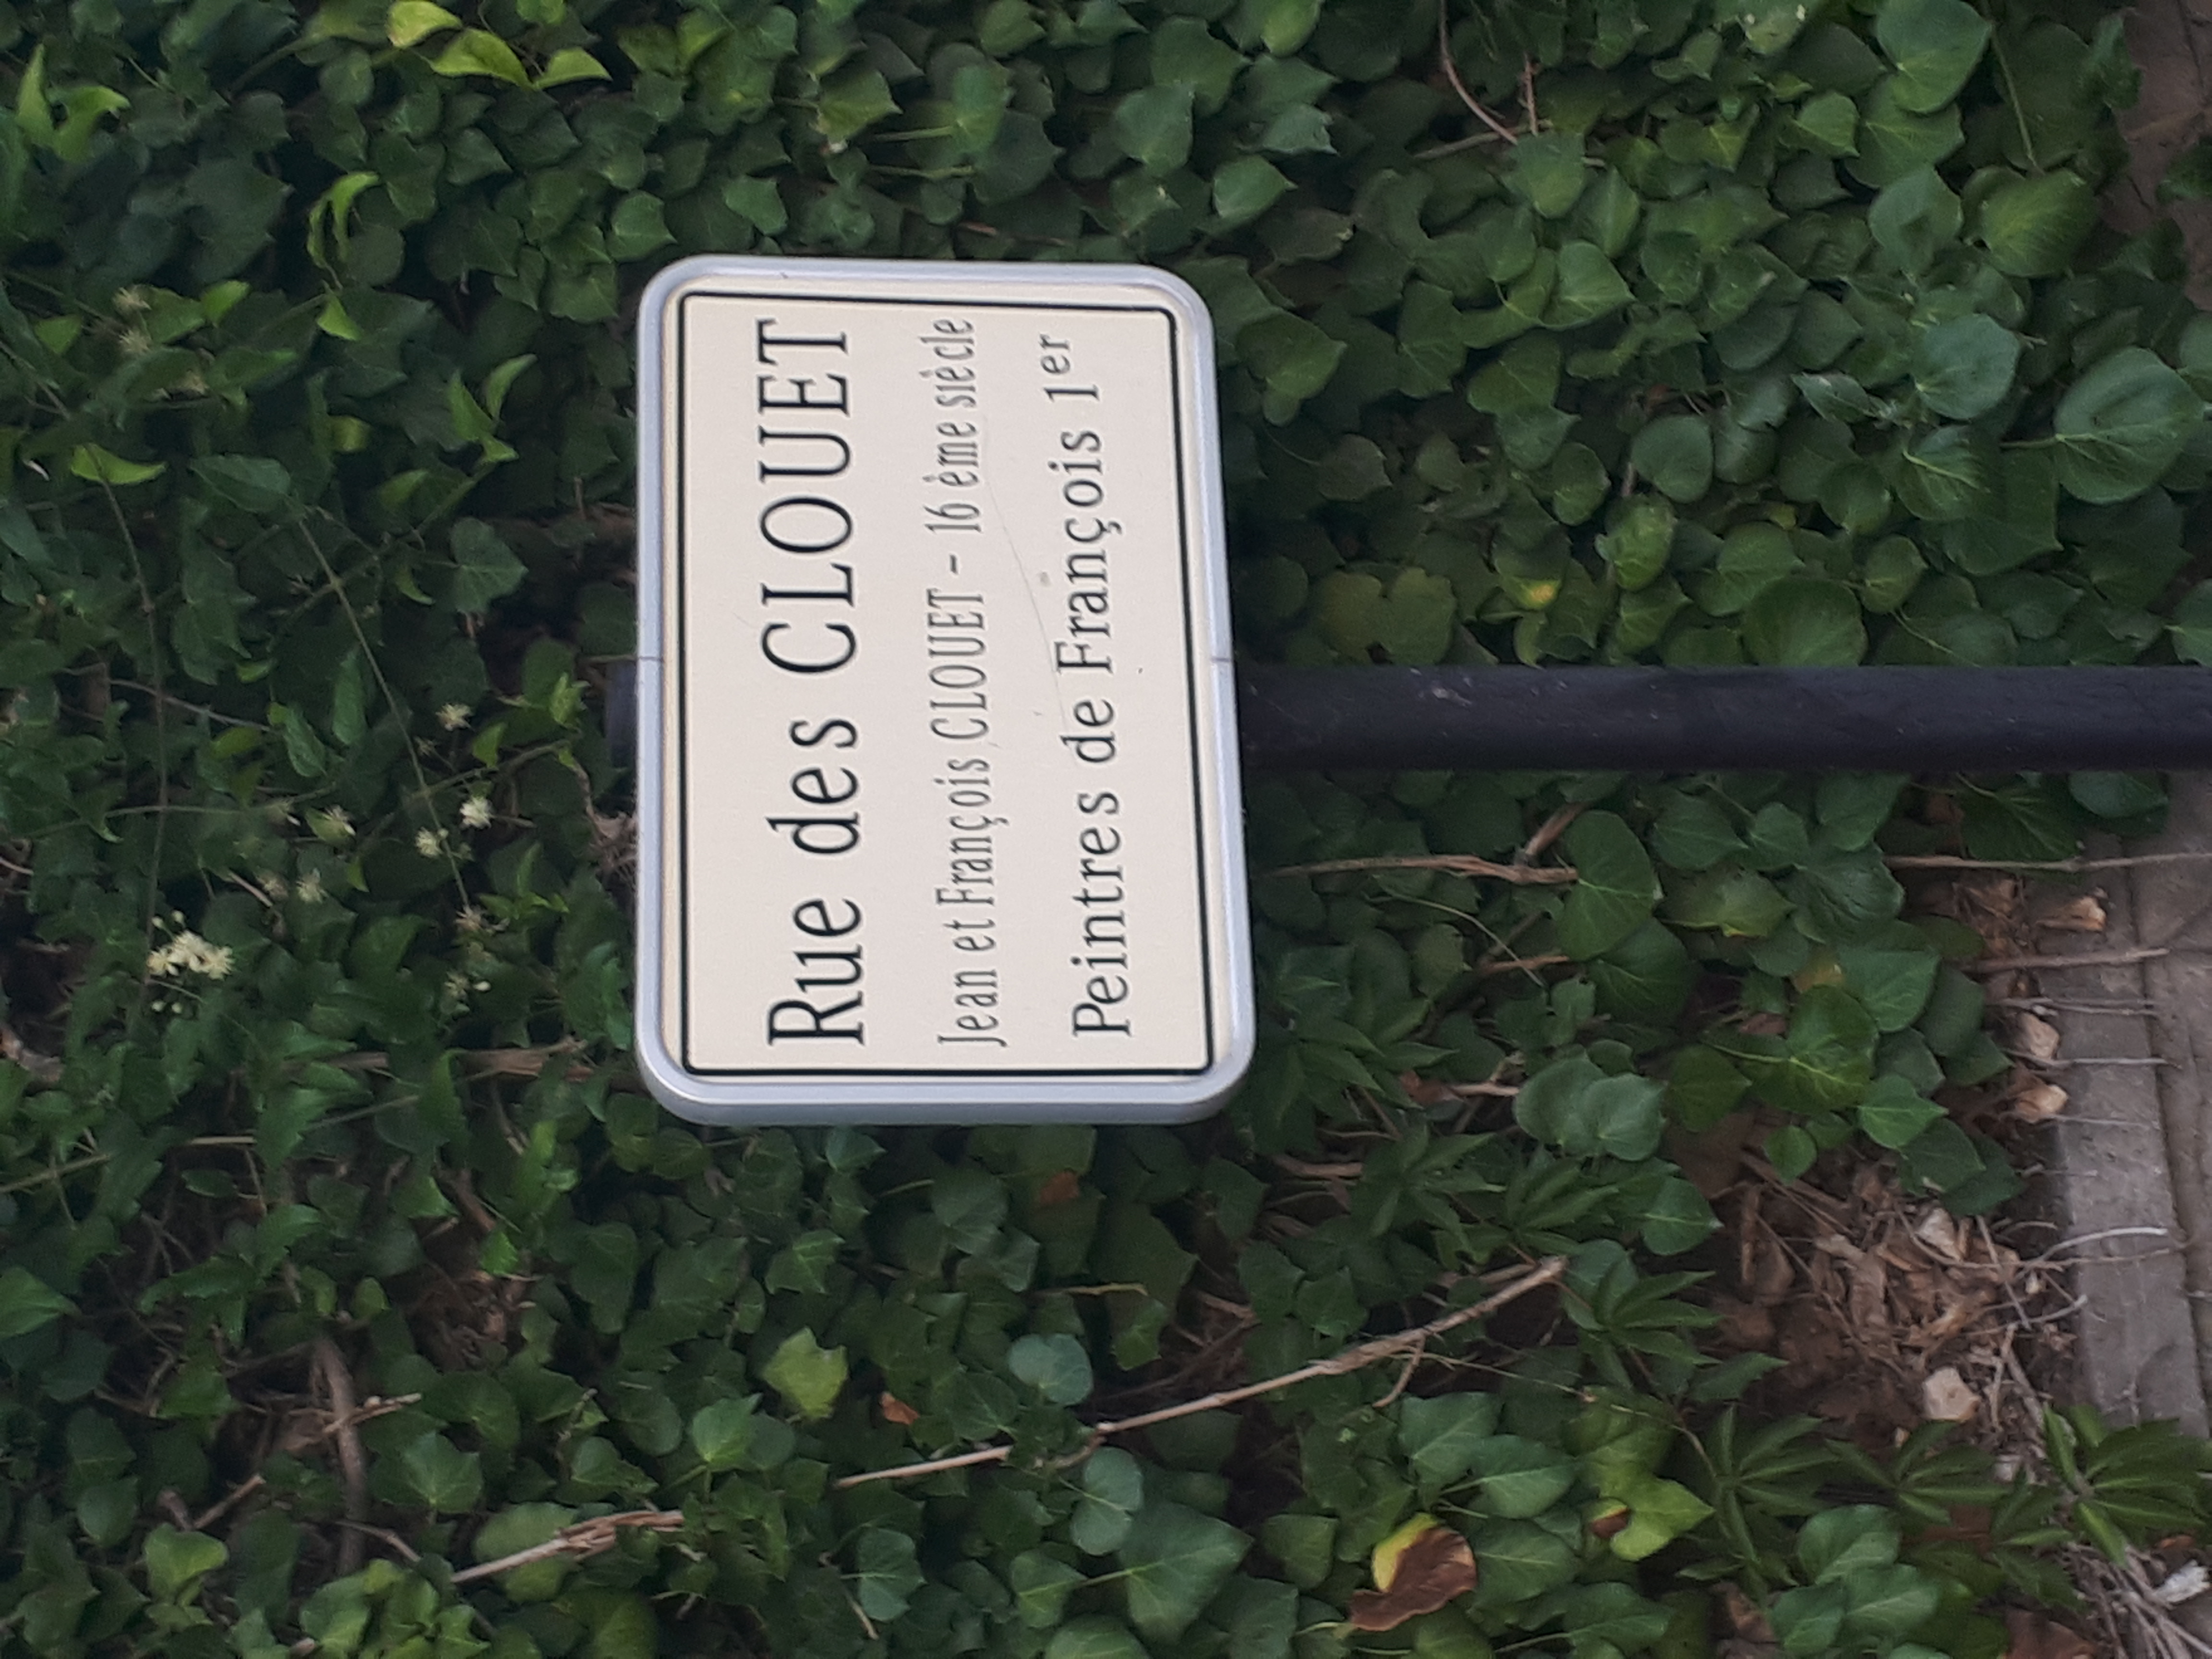 Rue des CLOUET
Jean et François CLOUET - 16 ème siècle
Peintres de François 1er